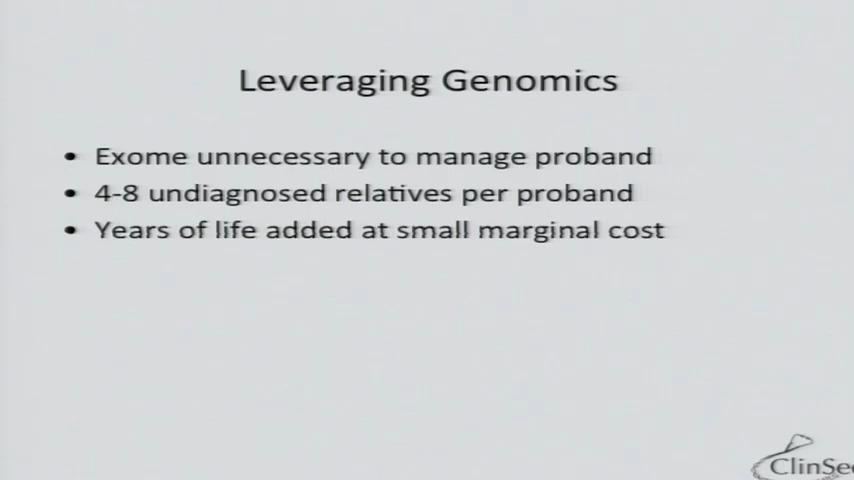 Leveraging Genomics
• Exome unnecessary to manage proband
• 4-8 undiagnosed relatives per proband
• Years of life added at small marginal cost
ClinSe